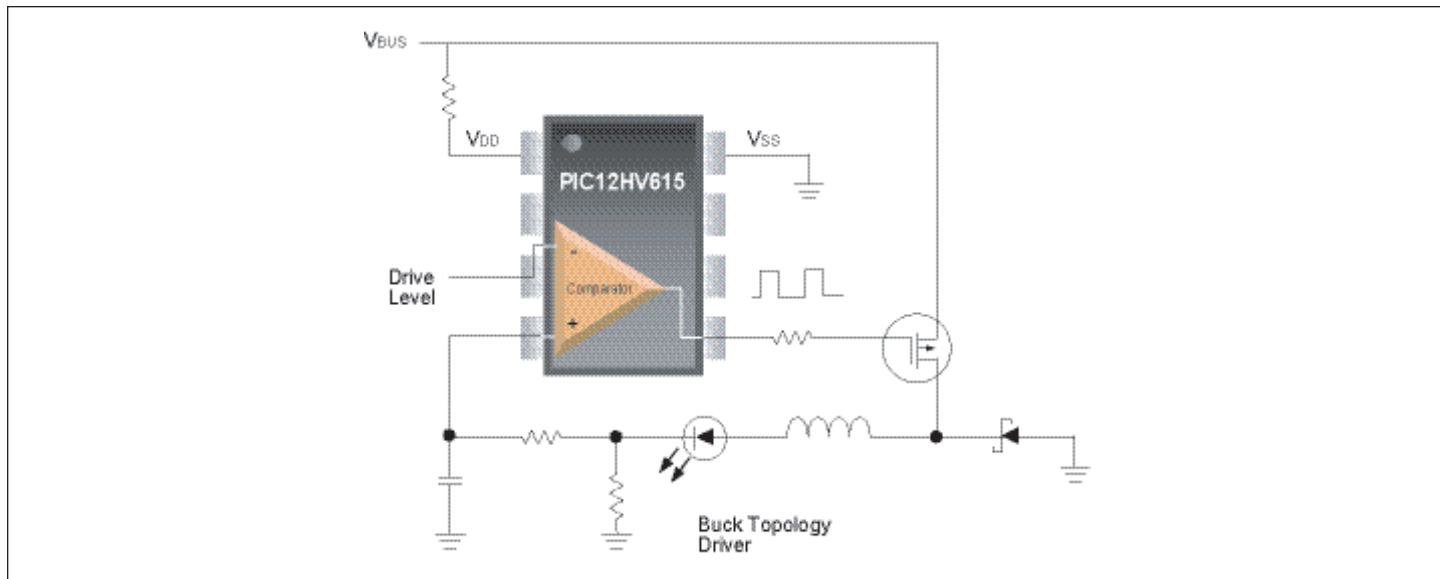 VBUS
VDD
VSS
PIC12HV615
Drive
Level
-
Comparator
+
Buck Topology
Driver